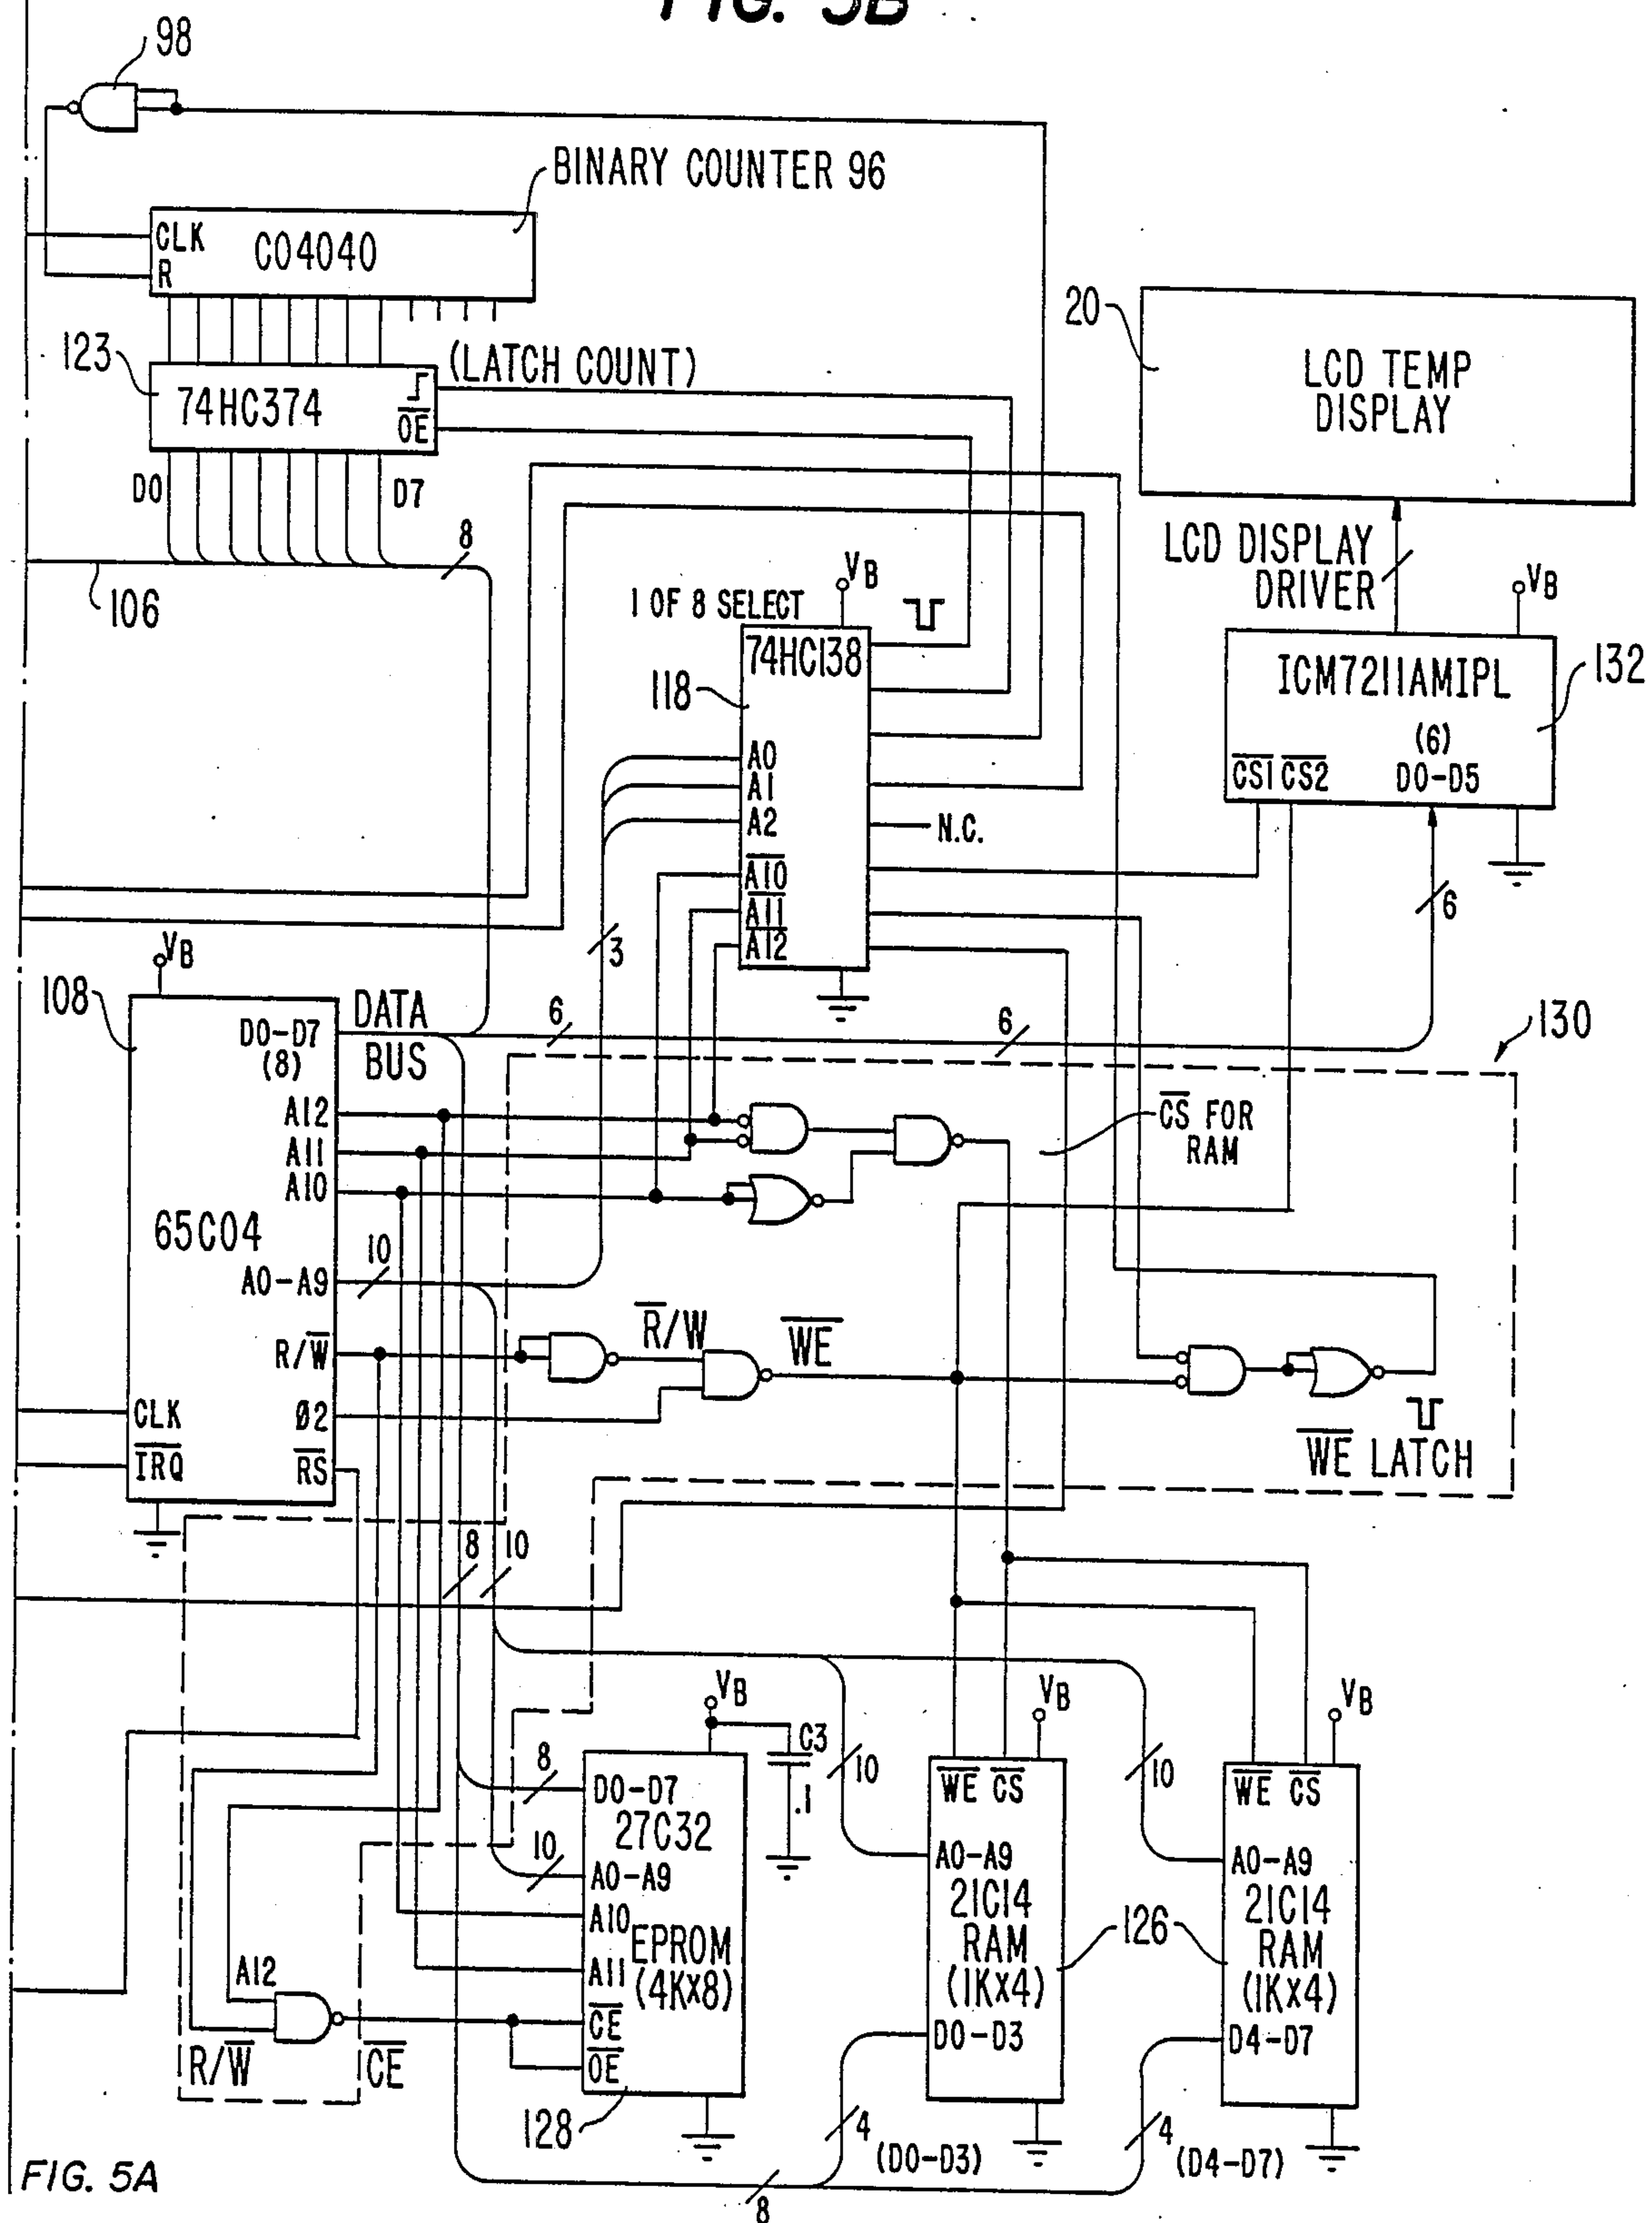 FIG. 5B
98
BINARY COUNTER 96
CLK
CO4040
R
20
LCD TEMP
DISPLAY
123
(LATCH COUNT)
74HC374
OE
D0
D7
8
106
LCD DISPLAY
DRIVER
VB
VB
1 OF 8 SELECT
74HC138
118
ICM7211AMIPL
132
(6)
CS1 CS2
D0-D5
A0
A1
A2
N.C.
A10
A11
A12
3
6
VB
108
DATA
BUS
D0-D7
(8)
6
6
130
A12
A11
A10
CS FOR
RAM
65C04
10
A0-A9
R/W
R/W
WE
CLK
Ø2
IRQ
RS
WE LATCH
8
10
VB
C3
.1
VB
VB
8
D0-D7
27C32
10
A0-A9
A10
EPROM
(4Kx8)
A11
CE
OE
10
WE CS
A0-A9
21C14
RAM
(1Kx4)
D0-D3
126
10
WE CS
A0-A9
21C14
RAM
(1Kx4)
D4-D7
A12
R/W
CE
128
4
(D0-D3)
4
(D4-D7)
8
FIG. 5A